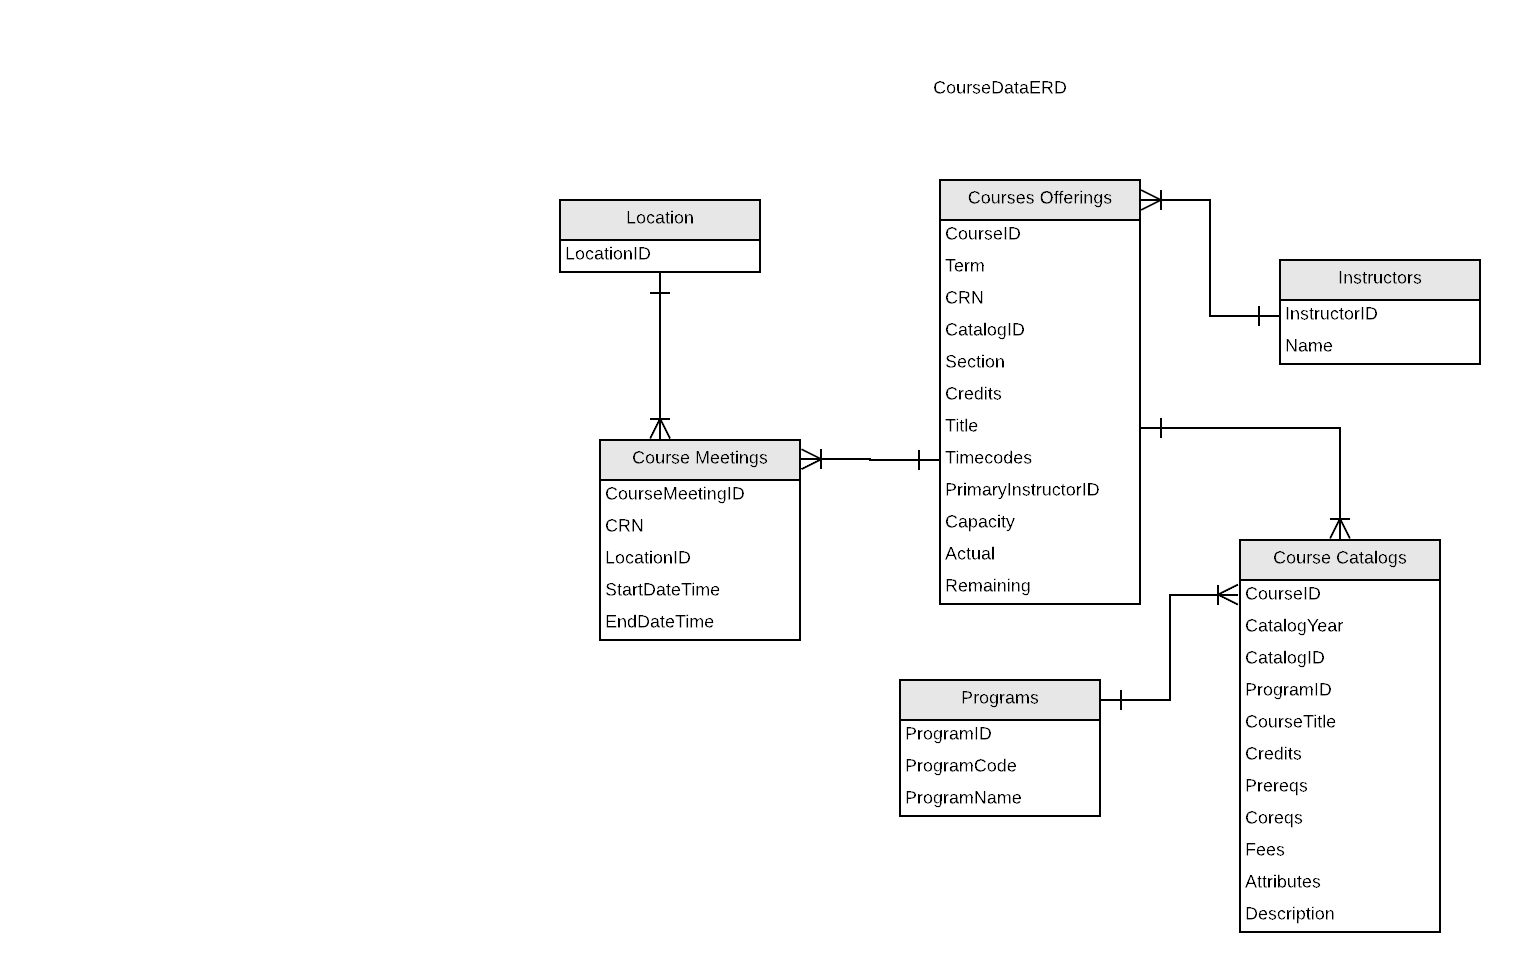 CourseDataERD
Location
LocationID
Course Meetings
CourseMeetingID
CRN
LocationID
StartDateTime
EndDateTime
Courses Offerings
CourseID
Term
CRN
CatalogID
Section
Credits
Title
Timecodes
PrimaryInstructorID
Capacity
Actual
Remaining
Instructors
InstructorID
Name
Programs
ProgramID
ProgramCode
ProgramName
Course Catalogs
CourseID
CatalogYear
CatalogID
ProgramID
CourseTitle
Credits
Prereqs
Coreqs
Fees
Attributes
Description